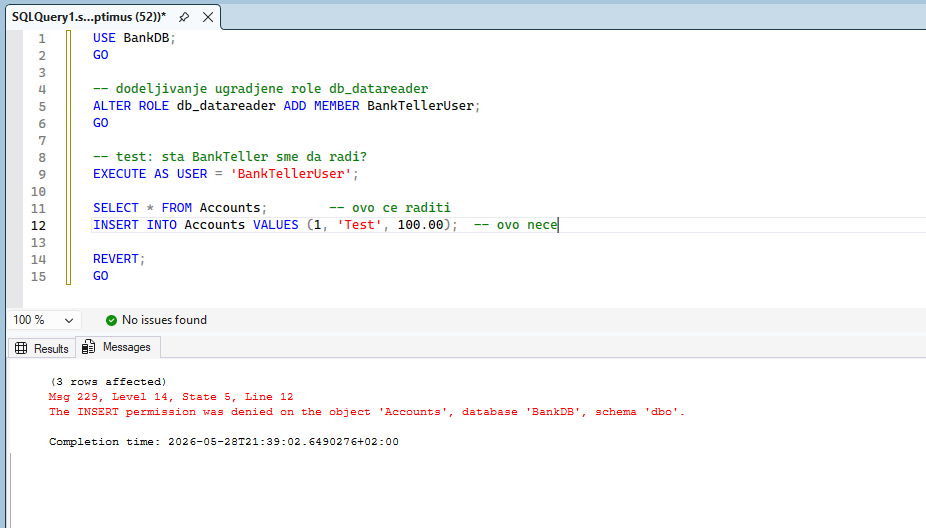 SQLQuery1.s...ptimus (52))*
1 USE BankDB;
2 GO
3
4 -- dodeljivanje ugradjene role db_datareader
5 ALTER ROLE db_datareader ADD MEMBER BankTellerUser;
6 GO
7
8 -- test: sta BankTeller sme da radi?
9 EXECUTE AS USER = 'BankTellerUser';
10
11 SELECT * FROM Accounts;        -- ovo ce raditi
12 INSERT INTO Accounts VALUES (1, 'Test', 100.00);  -- ovo nece
13
14 REVERT;
15 GO
100 % No issues found
Results Messages
(3 rows affected)
Msg 229, Level 14, State 5, Line 12
The INSERT permission was denied on the object 'Accounts', database 'BankDB', schema 'dbo'.
Completion time: 2026-05-28T21:39:02.6490276+02:00